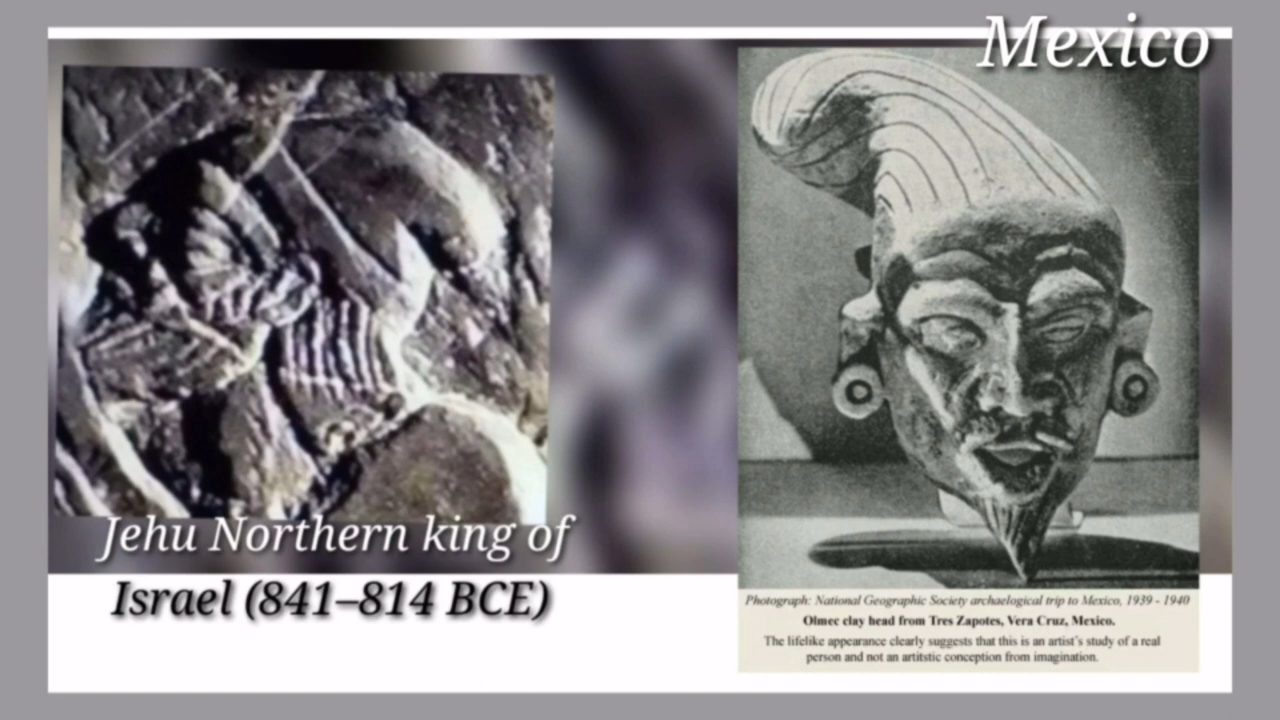 Mexico
Jehu Northern king of
Israel (841–814 BCE)
Photograph: National Geographic Society archaelogical trip to Mexico, 1939 - 1940
Olmec clay head from Tres Zapotes, Vera Cruz, Mexico.
The lifelike appearance clearly suggests that this is an artist's study of a real
person and not an artitstic conception from imagination.